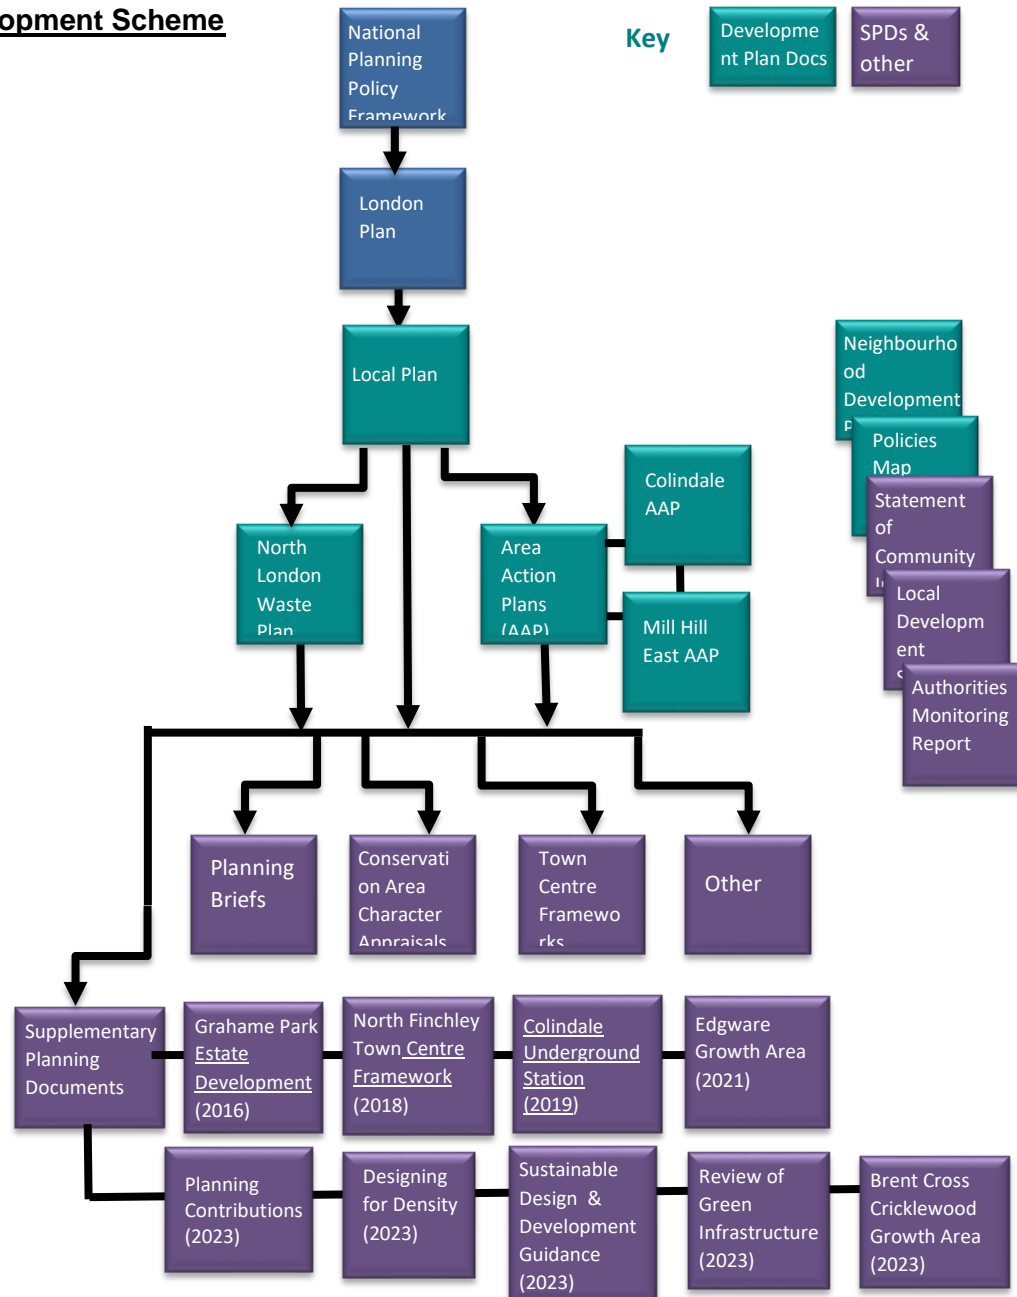 opment Scheme
National
Planning
Policy
Framework
Key
Developme
nt Plan Docs
SPDs &
other
London
Plan
Local Plan
Neighbourho
od
Development
Policies
Map
Statement
of
Community
Local
Developm
ent
Authorities
Monitoring
Report
Colindale
AAP
North
London
Waste
Plan
Area
Action
Plans
(AAP)
Mill Hill
East AAP
Planning
Briefs
Conservati
on Area
Character
Appraisals
Town
Centre
Framewo
rks
Other
Supplementary
Planning
Documents
Grahame Park
Estate
Development
(2016)
North Finchley
Town Centre
Framework
(2018)
Colindale
Underground
Station
(2019)
Edgware
Growth Area
(2021)
Planning
Contributions
(2023)
Designing
for Density
(2023)
Sustainable
Design & 
Development
Guidance
(2023)
Review of
Green
Infrastructure
(2023)
Brent Cross
Cricklewood
Growth Area
(2023)